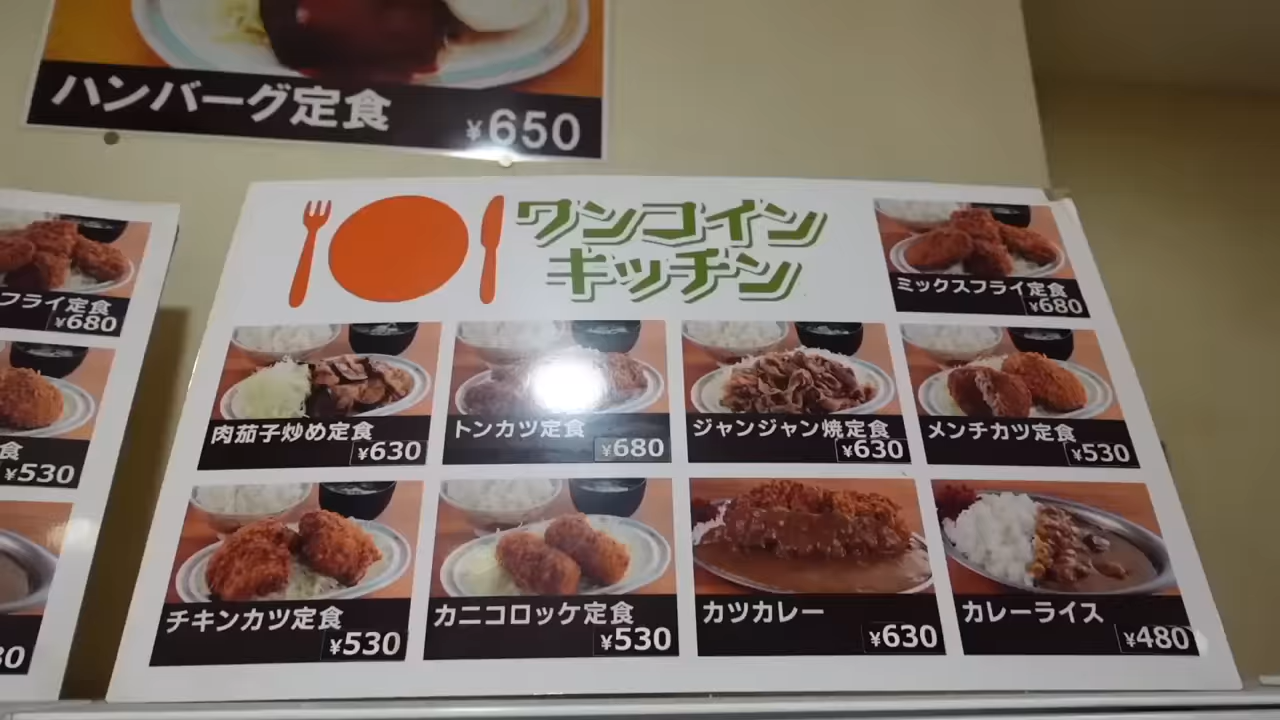 ハンバーグ定食
¥650
ワンコイン
キッチン
ミックスフライ定食
¥680
フライ定食
¥680
肉茄子炒め定食
¥630
トンカツ定食
¥680
ジャンジャン焼定食
¥630
メンチカツ定食
¥530
食
¥530
チキンカツ定食
¥530
カニコロッケ定食
¥530
カツカレー
¥630
カレーライス
¥480
30